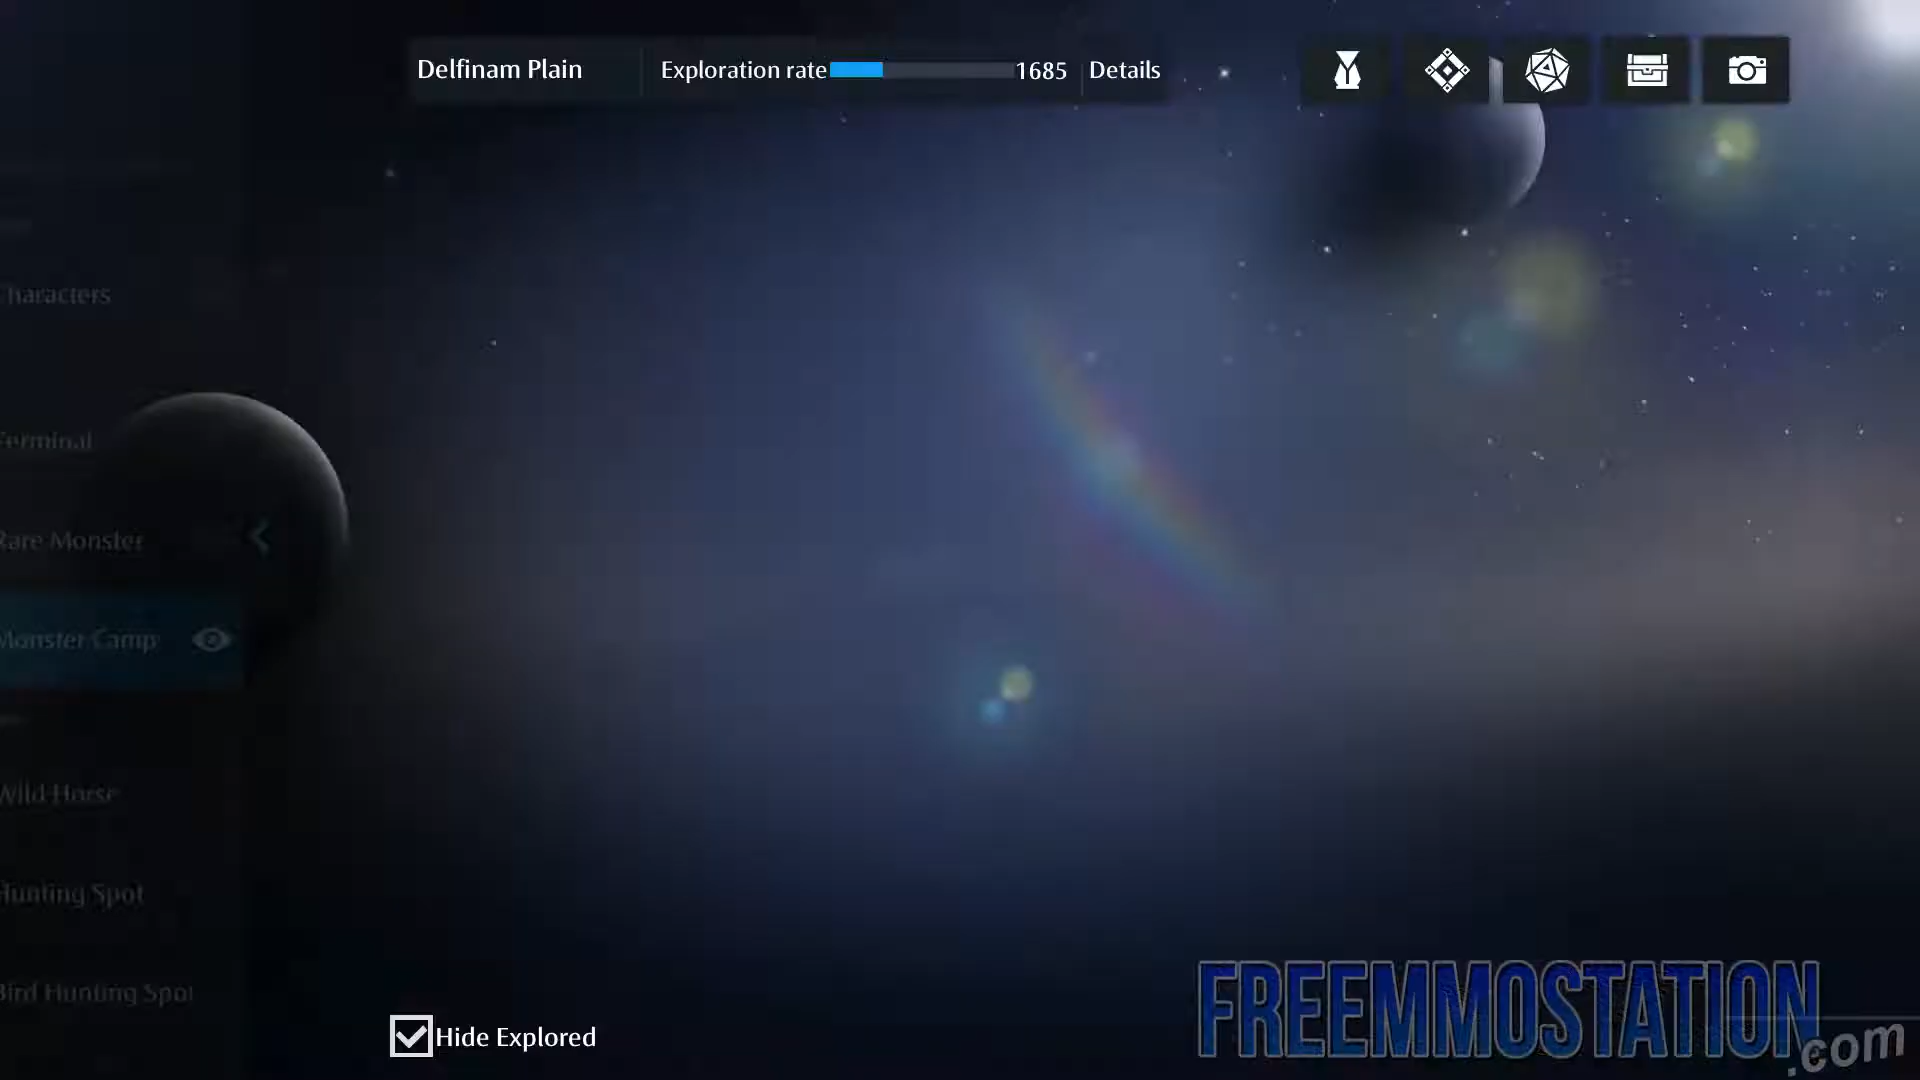 Delfinam Plain
Exploration rate 1685 Details
Characters
Terminal
Rare Monster
Monster Camp
Wild Horse
Hunting Spot
Bird Hunting Spot
Hide Explored
FREEMMOSTATION
.com